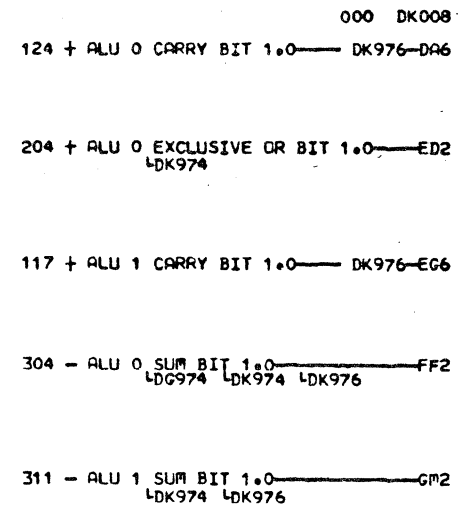 000 DK008
124 + ALU 0 CARRY BIT 1.0 DK976 DA6
204 + ALU 0 EXCLUSIVE OR BIT 1.0 ED2
DK974
117 + ALU 1 CARRY BIT 1.0 DK976 EG6
304 - ALU 0 SUM BIT 1.0 FF2
DG974 DK974 DK976
311 - ALU 1 SUM BIT 1.0 GM2
DK974 DK976